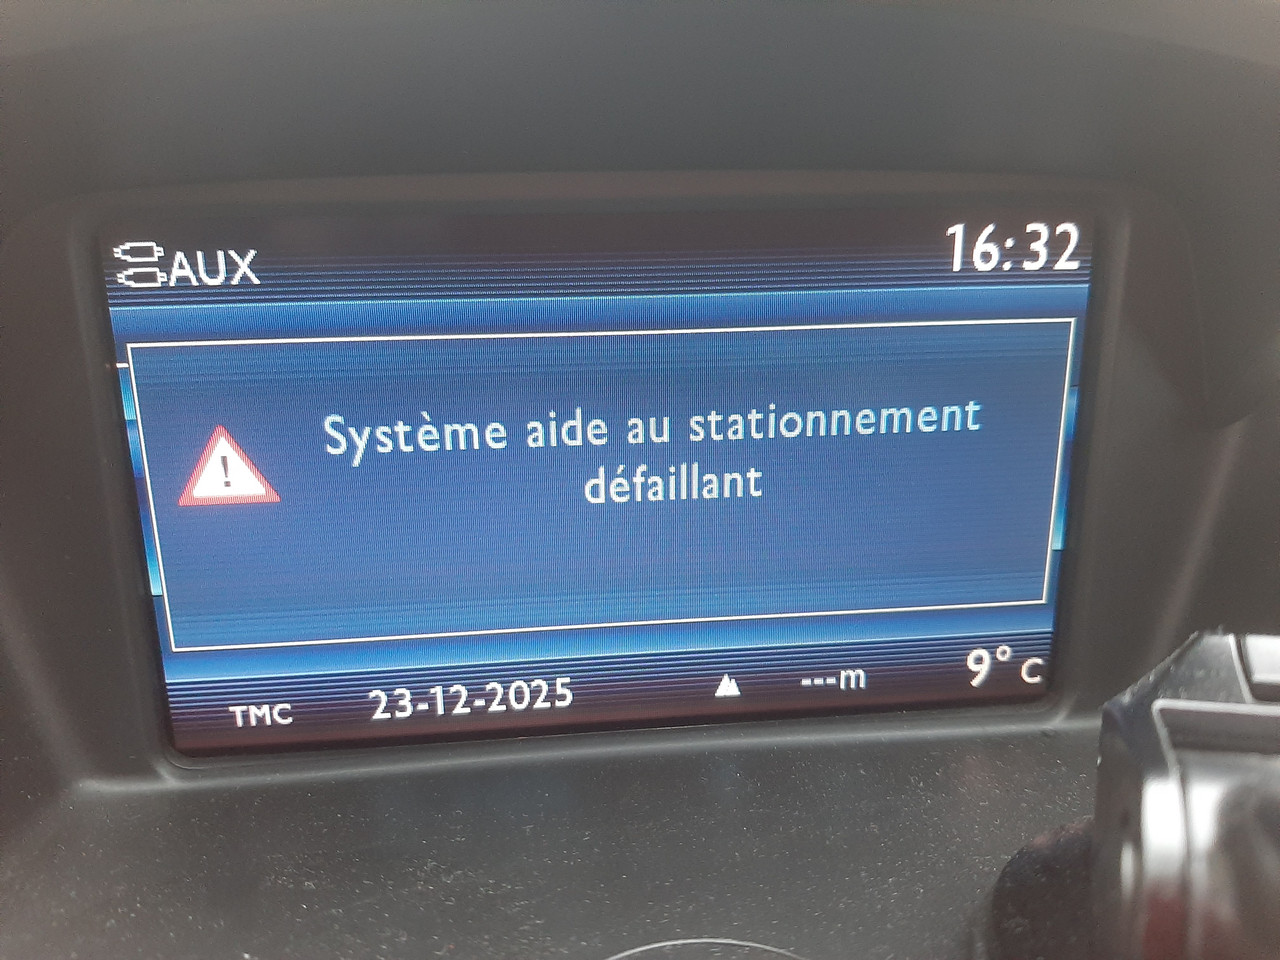 AUX
16:32
Système aide au stationnement
défaillant
TMC 23-12-2025 ---m 9°C